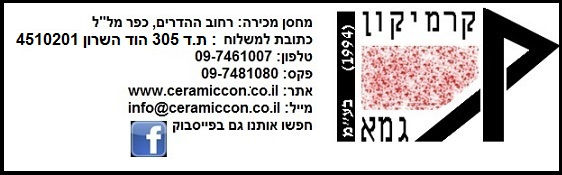 קרמיקון
(1994)
בע"מ
גמא
מחסן מכירה: רחוב ההדרים, כפר מל"ל
כתובת למשלוח : ת.ד 305 הוד השרון 4510201
טלפון: 09-7461007
פקס: 09-7481080
אתר: www.ceramiccon.co.il
מייל: info@ceramiccon.co.il
חפשו אותנו גם בפייסבוק
f